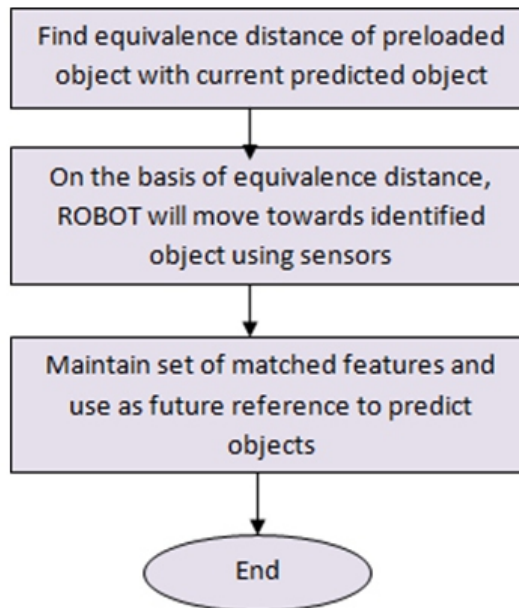 Find equivalence distance of preloaded
object with current predicted object
On the basis of equivalence distance,
ROBOT will move towards identified
object using sensors
Maintain set of matched features and
use as future reference to predict
objects
End